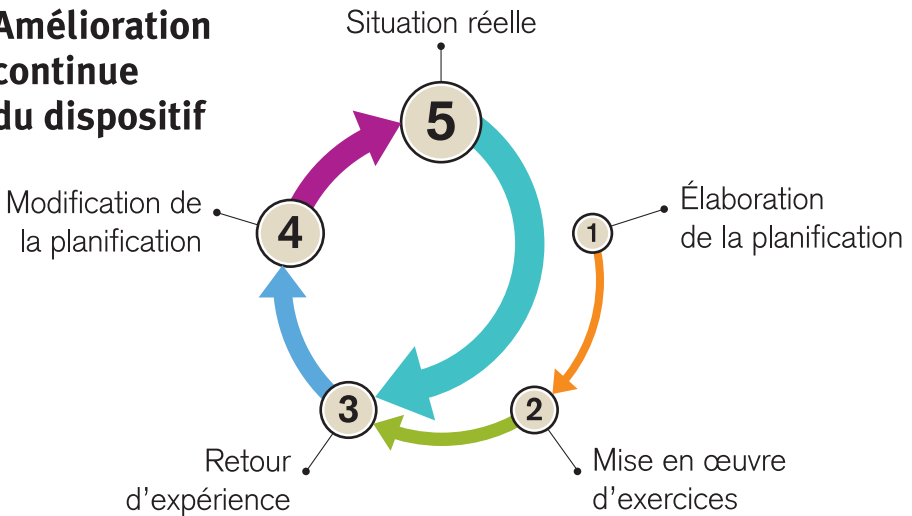 Amélioration
continue
du dispositif
Situation réelle
5
Modification de
la planification
4
Élaboration
de la planification
1
3
2
Retour
d'expérience
Mise en œuvre
d'exercices